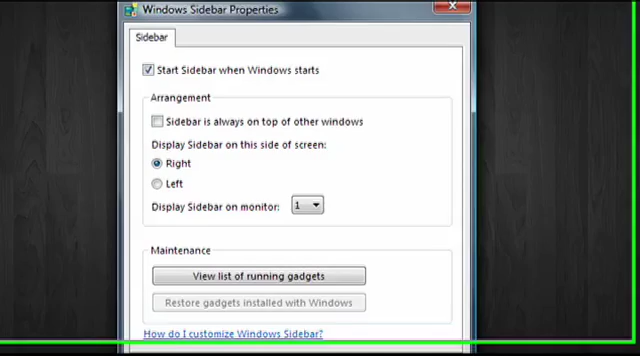 Windows Sidebar Properties
Sidebar
Start Sidebar when Windows starts
Arrangement
Sidebar is always on top of other windows
Display Sidebar on this side of screen:
Right
Left
Display Sidebar on monitor: 1
Maintenance
View list of running gadgets
Restore gadgets installed with Windows
How do I customize Windows Sidebar?